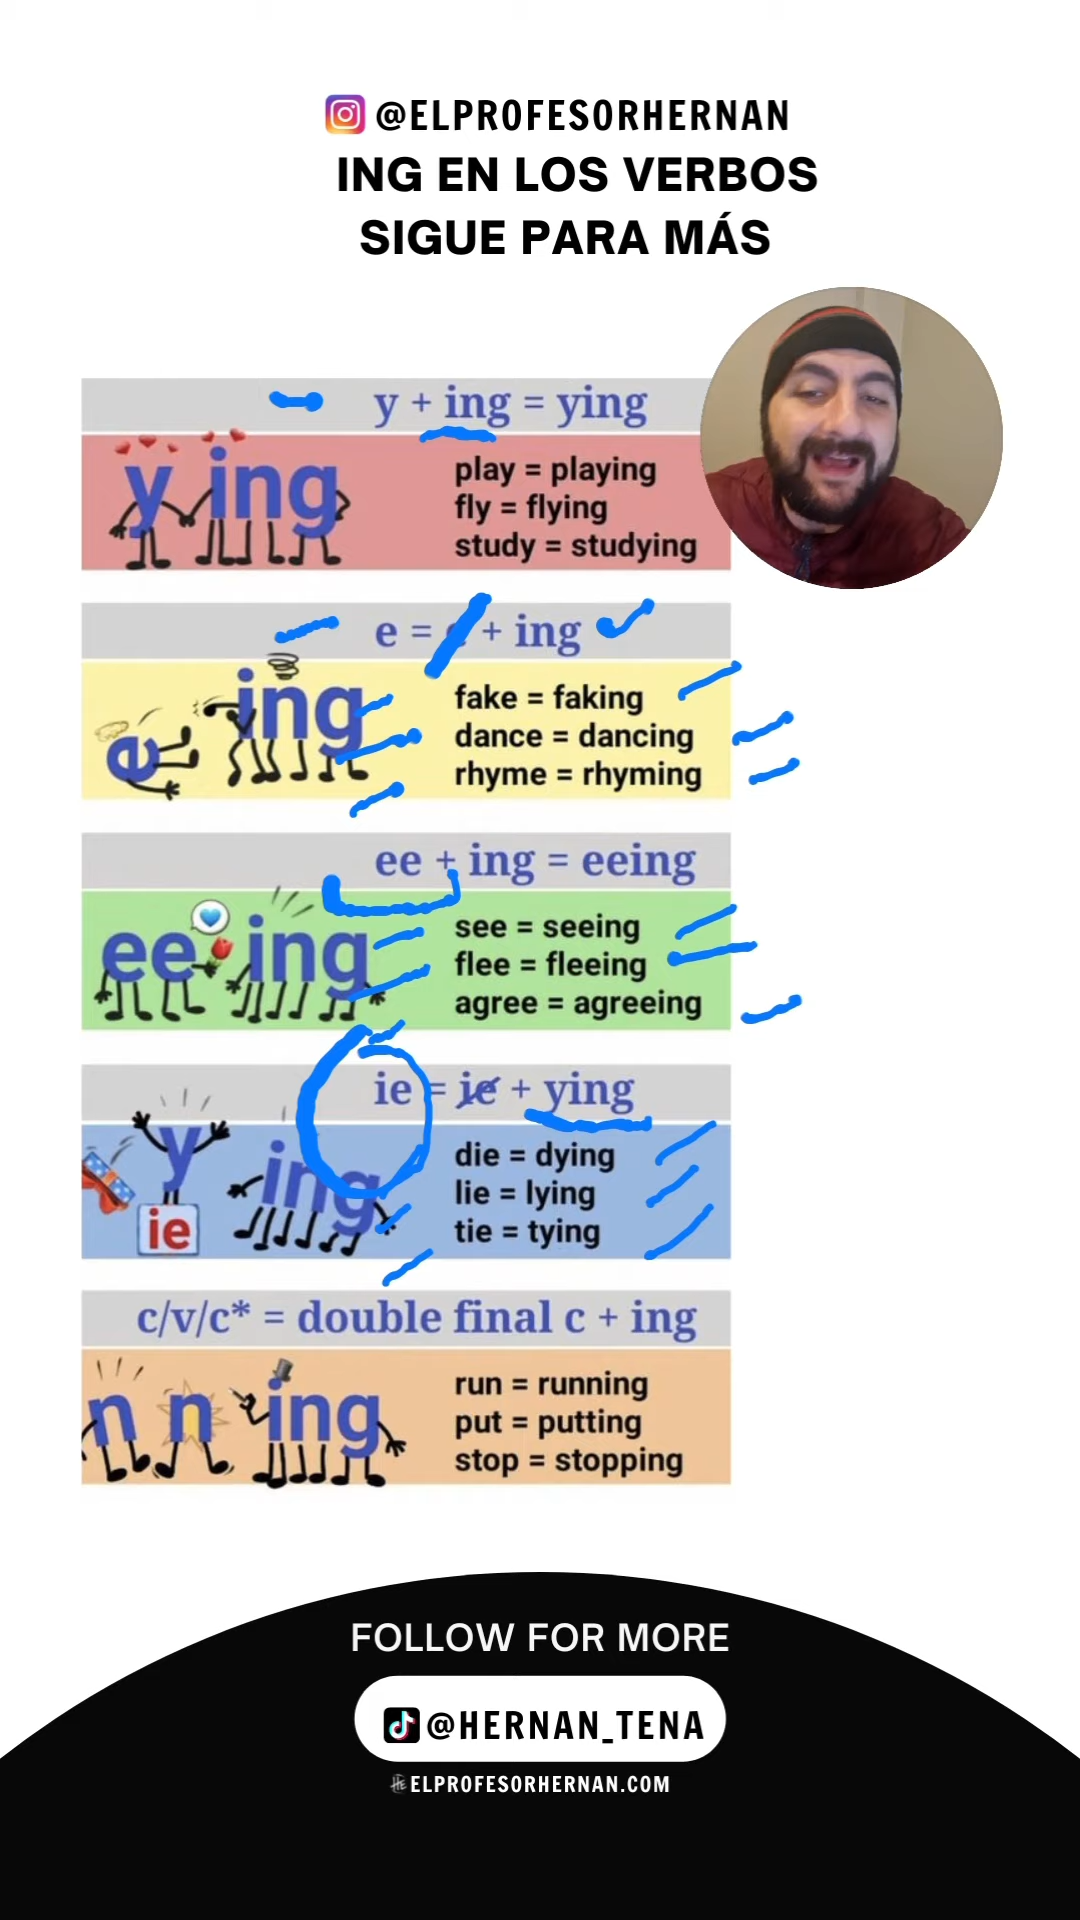 @ELPROFESORHERNAN
ING EN LOS VERBOS
SIGUE PARA MÁS
y + ing = ying
y ing
play = playing
fly = flying
study = studying
e = e + ing
e ing
fake = faking
dance = dancing
rhyme = rhyming
ee + ing = eeing
ee ing
see = seeing
flee = fleeing
agree = agreeing
ie = ie + ying
y ing
ie
die = dying
lie = lying
tie = tying
c/v/c* = double final c + ing
n n ing
run = running
put = putting
stop = stopping
FOLLOW FOR MORE
@HERNAN_TENA
ELPROFESORHERNAN.COM